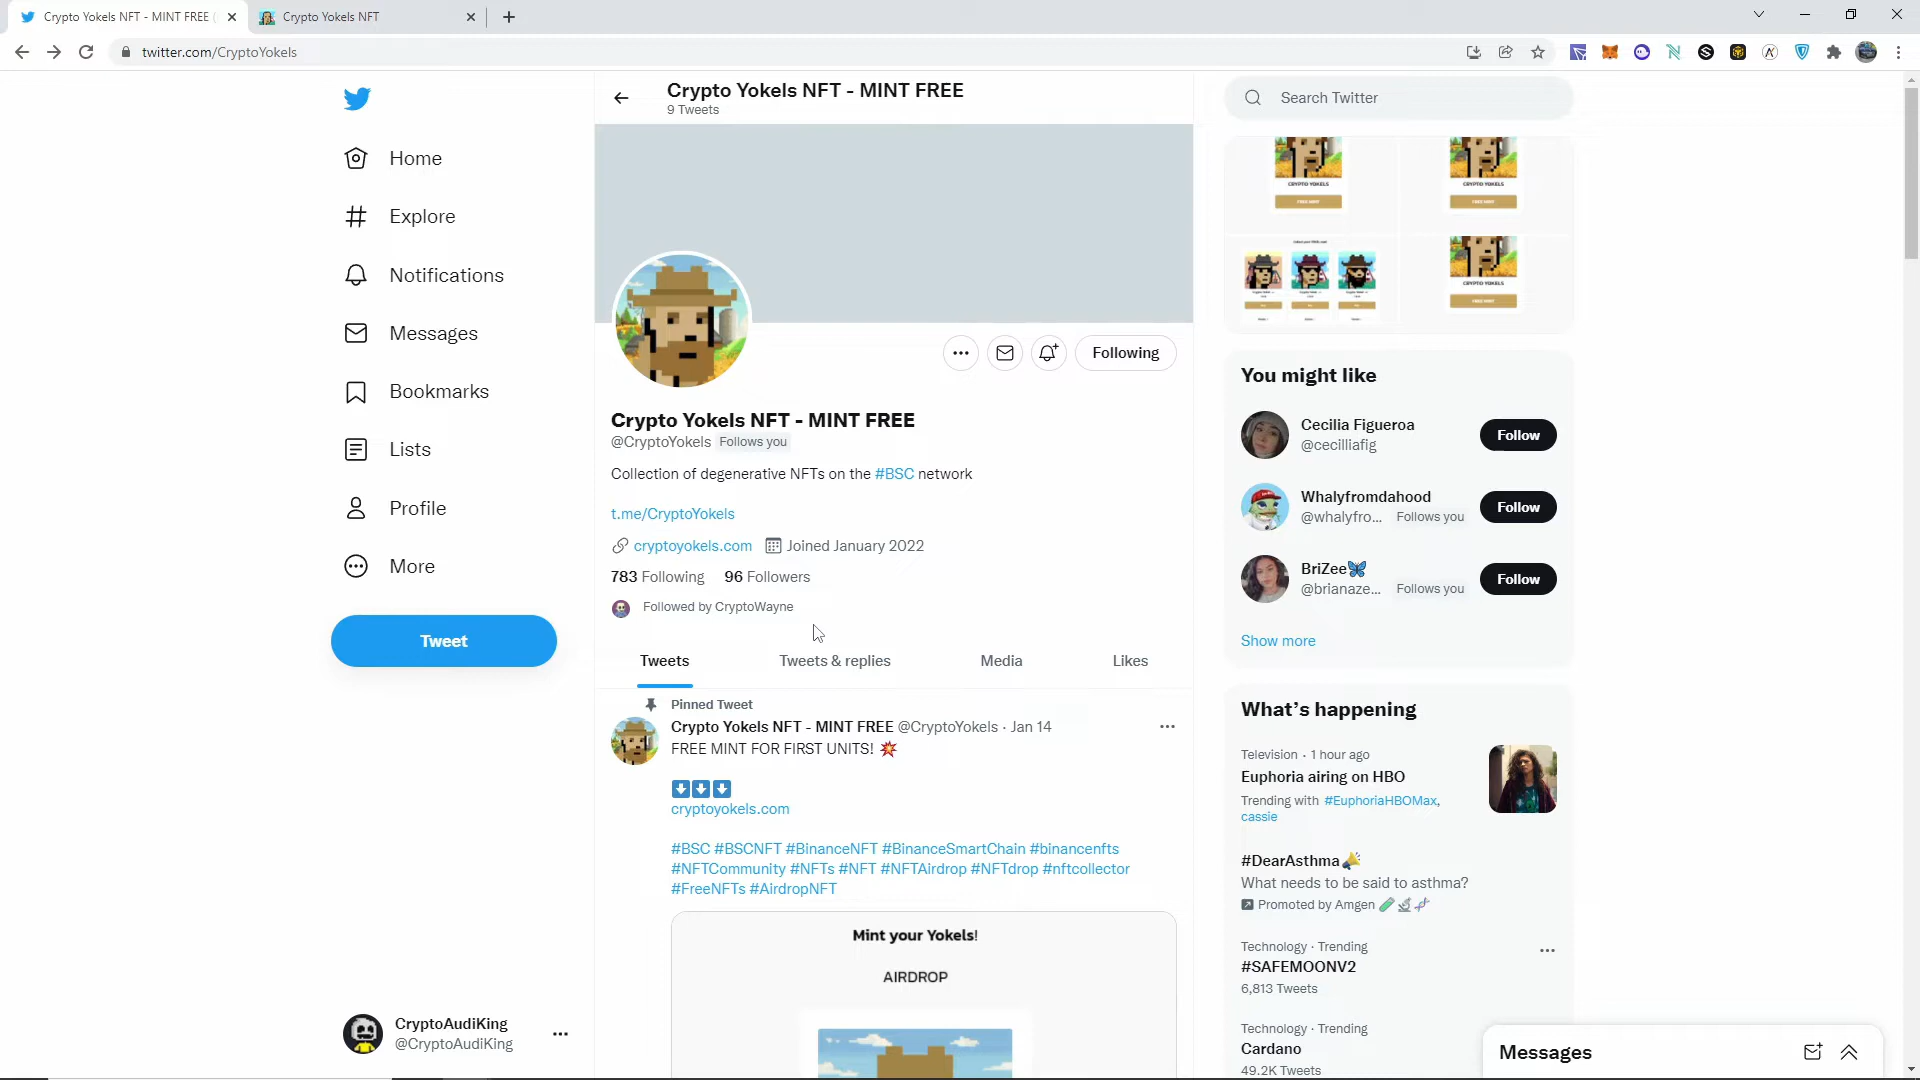 Crypto Yokels NFT - MINT FREE (
Crypto Yokels NFT
twitter.com/CryptoYokels
Home
Explore
Notifications
Messages
Bookmarks
Lists
Profile
More
Tweet
CryptoAudiKing
@CryptoAudiKing
Crypto Yokels NFT - MINT FREE
9 Tweets
Following
Crypto Yokels NFT - MINT FREE
@CryptoYokels Follows you
Collection of degenerative NFTs on the #BSC network
t.me/CryptoYokels
cryptoyokels.com Joined January 2022
783 Following 96 Followers
Followed by CryptoWayne
Tweets Tweets & replies Media Likes
Pinned Tweet
Crypto Yokels NFT - MINT FREE @CryptoYokels · Jan 14
FREE MINT FOR FIRST UNITS! 💥
⬇⬇⬇
cryptoyokels.com
#BSC #BSCNFT #BinanceNFT #BinanceSmartChain #binancenfts
#NFTCommunity #NFTs #NFT #NFTAirdrop #NFTdrop #nftcollector
#FreeNFTs #AirdropNFT
Mint your Yokels!
AIRDROP
Search Twitter
CRYPTO YOKELS
FREE MINT
CRYPTO YOKELS
FREE MINT
CRYPTO YOKELS
FREE MINT
You might like
Cecilia Figueroa
@cecilliafig
Follow
Whalyfromdahood
@whalyfro... Follows you
Follow
BriZee🦋
@brianaze... Follows you
Follow
Show more
What's happening
Television · 1 hour ago
Euphoria airing on HBO
Trending with #EuphoriaHBOMax,
cassie
#DearAsthma📣
What needs to be said to asthma?
Promoted by Amgen 🧪🔬🧬
Technology · Trending
#SAFEMOONV2
6,813 Tweets
Technology · Trending
Cardano
49.2K Tweets
Messages